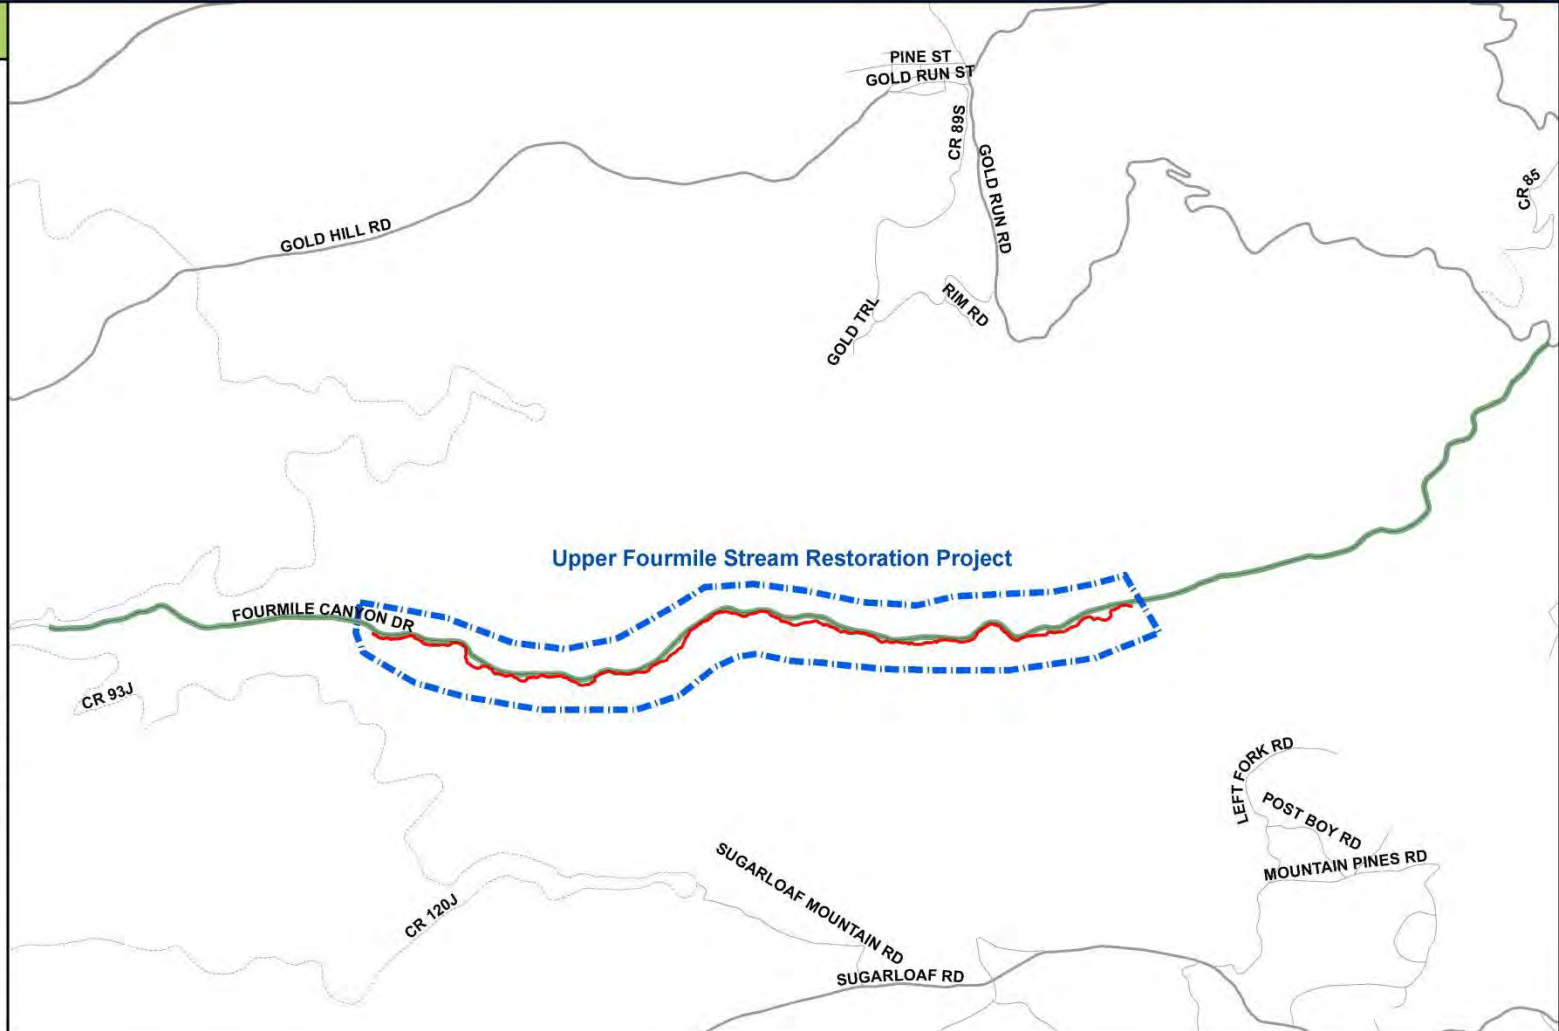 PINE ST
GOLD RUN ST
CR 89S
GOLD RUN RD
CR 85
GOLD HILL RD
RIM RD
GOLD TRL
Upper Fourmile Stream Restoration Project
FOURMILE CANYON DR
CR 93J
LEFT FORK RD
POST BOY RD
MOUNTAIN PINES RD
SUGARLOAF MOUNTAIN RD
CR 120J
SUGARLOAF RD